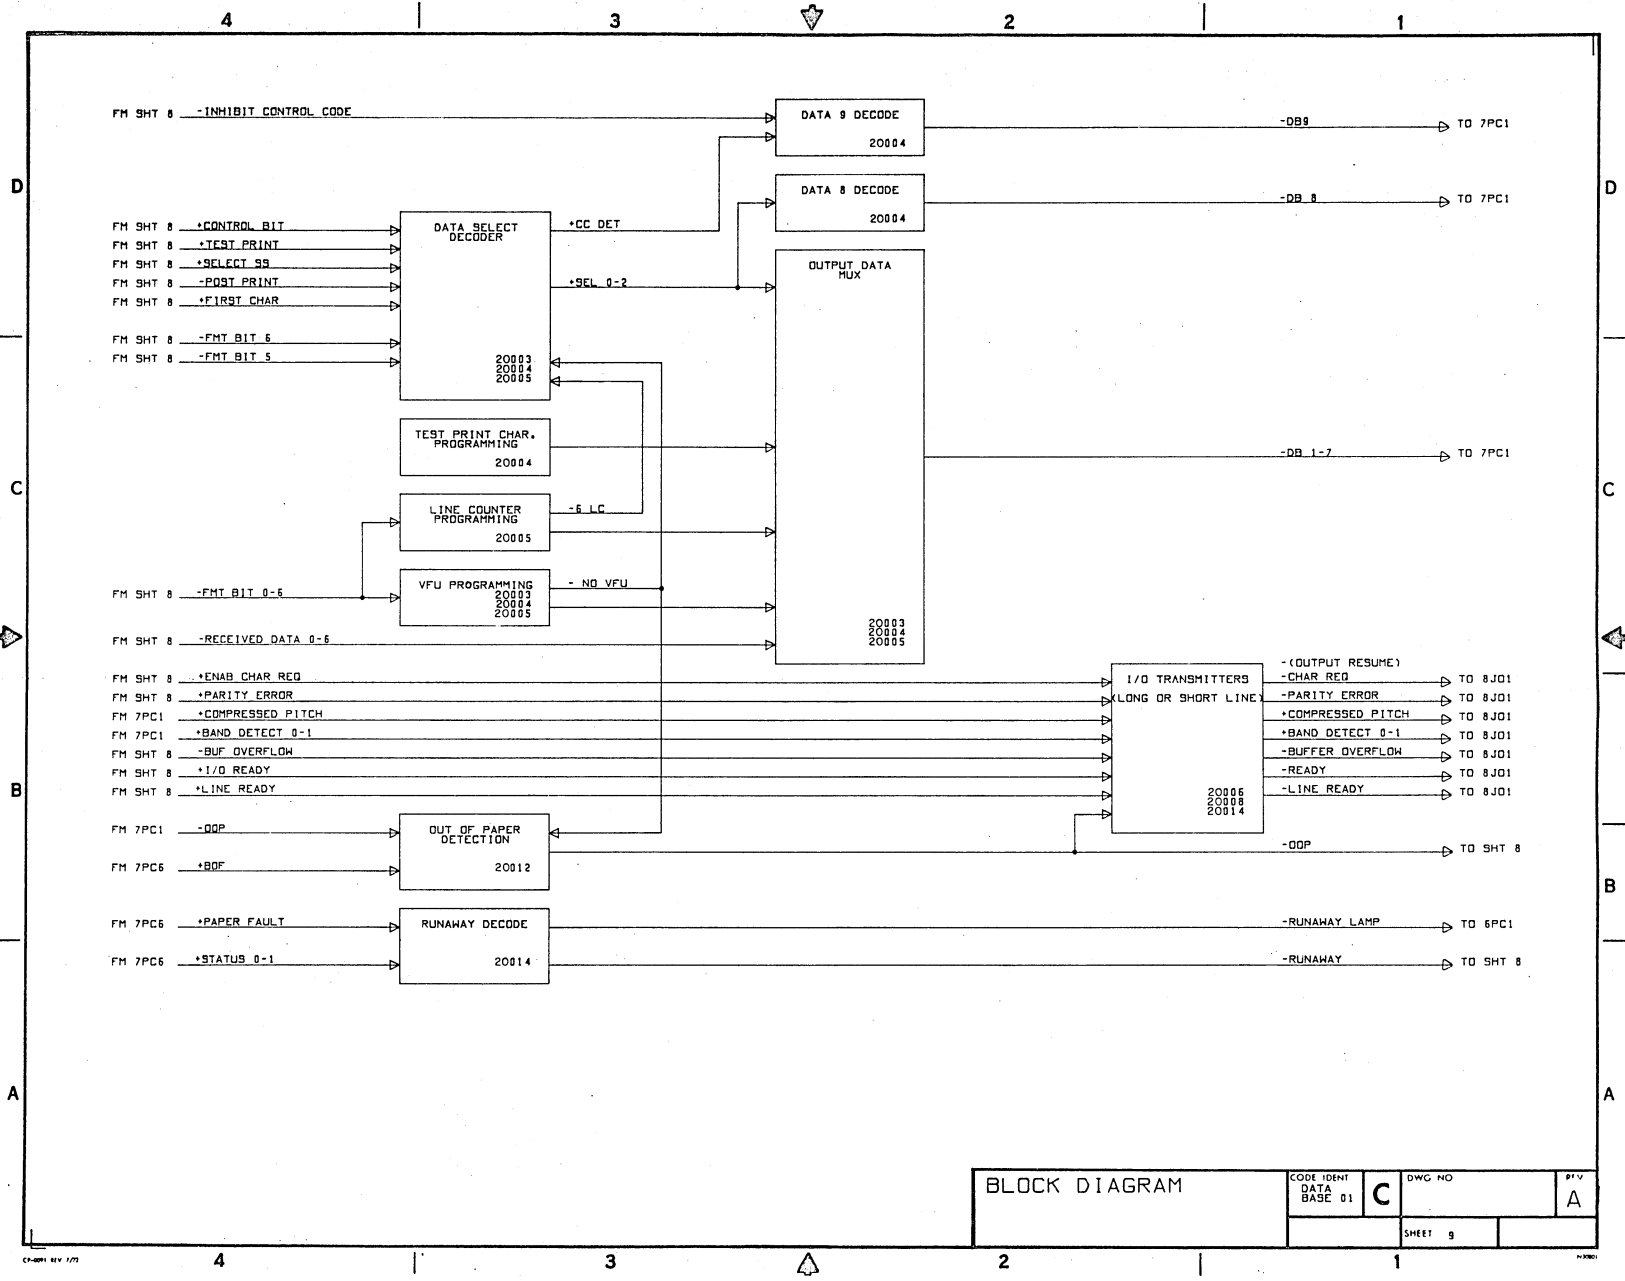 4 3 2 1
FM SHT 8 -INHIBIT CONTROL CODE
DATA 9 DECODE
20004
-DB9 TO 7PC1
D D
DATA 8 DECODE
20004
-DB 8 TO 7PC1
FM SHT 8 +CONTROL BIT
FM SHT 8 +TEST PRINT
FM SHT 8 +SELECT SS
FM SHT 8 -POST PRINT
FM SHT 8 +FIRST CHAR
FM SHT 8 -FMT BIT 6
FM SHT 8 -FMT BIT 5
DATA SELECT
DECODER
20003
20004
20005
+CC DET
+SEL 0-2
OUTPUT DATA
MUX
20003
20004
20005
TEST PRINT CHAR.
PROGRAMMING
20004
-DB 1-7 TO 7PC1
C C
LINE COUNTER
PROGRAMMING
20005
-6 LC
VFU PROGRAMMING
20003
20004
20005
- NO VFU
FM SHT 8 -FMT BIT 0-6
FM SHT 8 -RECEIVED DATA 0-6
FM SHT 8 +ENAB CHAR REQ
FM SHT 8 +PARITY ERROR
FM 7PC1 +COMPRESSED PITCH
FM 7PC1 +BAND DETECT 0-1
FM SHT 8 -BUF OVERFLOW
FM SHT 8 +I/O READY
FM SHT 8 +LINE READY
I/O TRANSMITTERS
(LONG OR SHORT LINE)
20006
20008
20014
-(OUTPUT RESUME)
-CHAR REQ TO 8J01
-PARITY ERROR TO 8J01
+COMPRESSED PITCH TO 8J01
+BAND DETECT 0-1 TO 8J01
-BUFFER OVERFLOW TO 8J01
-READY TO 8J01
-LINE READY TO 8J01
B
FM 7PC1 -OOP
FM 7PC6 +BOF
OUT OF PAPER
DETECTION
20012
-OOP TO SHT 8
B
FM 7PC6 +PAPER FAULT
FM 7PC6 +STATUS 0-1
RUNAWAY DECODE
20014
-RUNAWAY LAMP TO 6PC1
-RUNAWAY TO SHT 8
A A
BLOCK DIAGRAM
CODE IDENT
DATA
BASE 01
C
DWG NO
REV
A
SHEET 9
CP-0091 REV 7/77
4 3 2 1